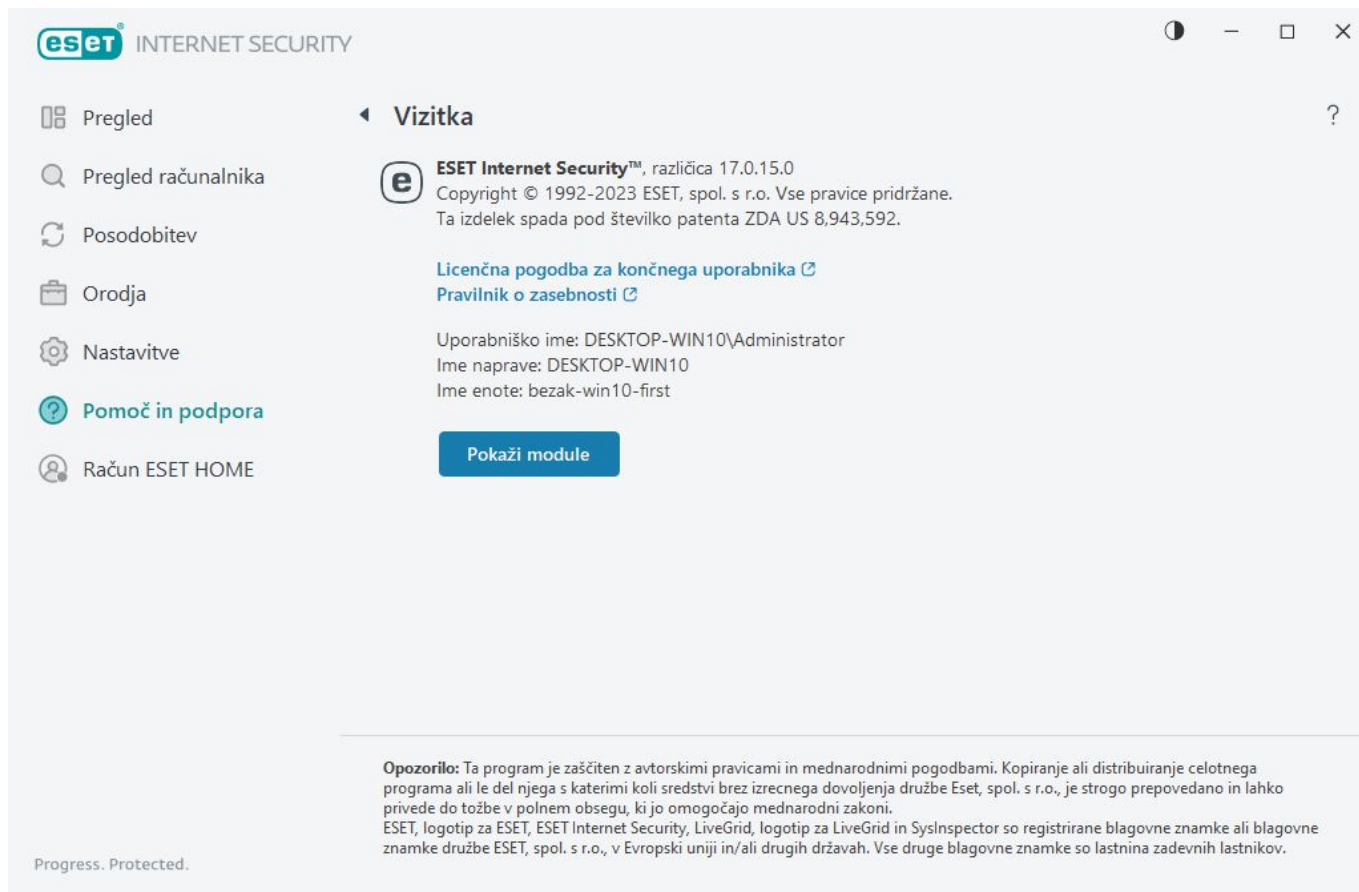 eset® INTERNET SECURITY
Pregled
Pregled računalnika
Posodobitev
Orodja
Nastavitve
Pomoč in podpora
Račun ESET HOME
Progress. Protected.
Vizitka
?
ESET Internet Security™, različica 17.0.15.0
Copyright © 1992-2023 ESET, spol. s r.o. Vse pravice pridržane.
Ta izdelek spada pod številko patenta ZDA US 8,943,592.
Licenčna pogodba za končnega uporabnika
Pravilnik o zasebnosti
Uporabniško ime: DESKTOP-WIN10\Administrator
Ime naprave: DESKTOP-WIN10
Ime enote: bezak-win10-first
Pokaži module
Opozorilo: Ta program je zaščiten z avtorskimi pravicami in mednarodnimi pogodbami. Kopiranje ali distribuiranje celotnega
programa ali le del njega s katerimi koli sredstvi brez izrecnega dovoljenja družbe Eset, spol. s r.o., je strogo prepovedano in lahko
privede do tožbe v polnem obsegu, ki jo omogočajo mednarodni zakoni.
ESET, logotip za ESET, ESET Internet Security, LiveGrid, logotip za LiveGrid in SysInspector so registrirane blagovne znamke ali blagovne
znamke družbe ESET, spol. s r.o., v Evropski uniji in/ali drugih državah. Vse druge blagovne znamke so lastnina zadevnih lastnikov.